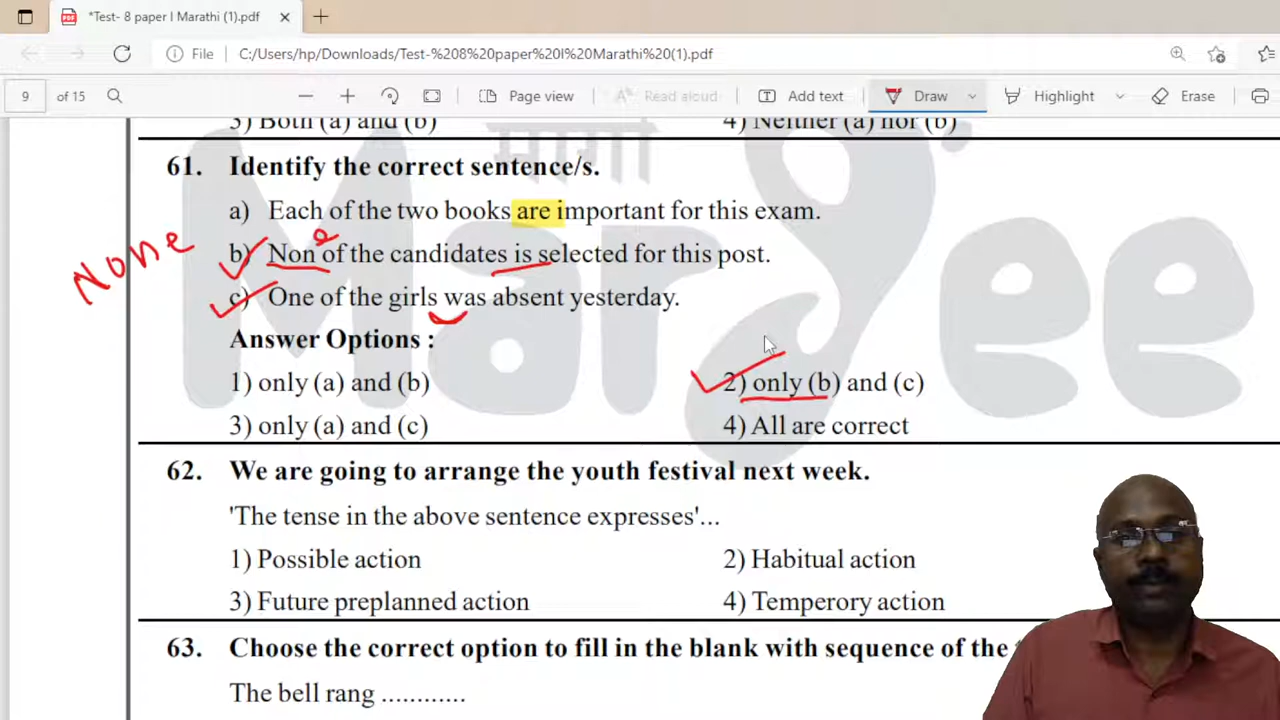 *Test- 8 paper I Marathi (1).pdf
File C:/Users/hp/Downloads/Test-%208%20paper%20I%20Marathi%20(1).pdf
9 of 15 Page view Read aloud Add text Draw Highlight Erase
3) Both (a) and (b) 4) Neither (a) nor (b)
मार्गी
Maryee
61. Identify the correct sentence/s.
a) Each of the two books are important for this exam.
e
None
b) Non of the candidates is selected for this post.
c) One of the girls was absent yesterday.
Answer Options :
1) only (a) and (b) 2) only (b) and (c)
3) only (a) and (c) 4) All are correct
62. We are going to arrange the youth festival next week.
'The tense in the above sentence expresses'...
1) Possible action 2) Habitual action
3) Future preplanned action 4) Temperory action
63. Choose the correct option to fill in the blank with sequence of the
The bell rang ............